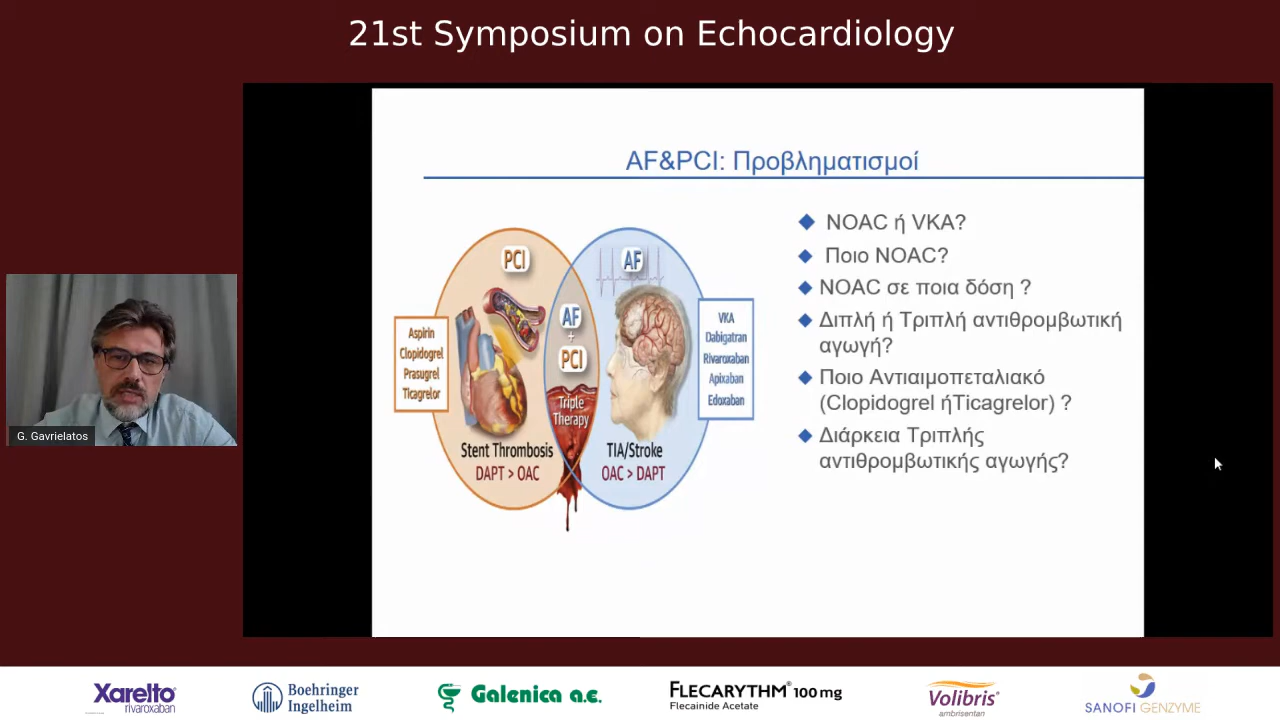 21st Symposium on Echocardiology
AF&PCI: Προβληματισμοί
PCI
AF
AF
+
PCI
Triple
Therapy
Aspirin
Clopidogrel
Prasugrel
Ticagrelor
VKA
Dabigatran
Rivaroxaban
Apixaban
Edoxaban
Stent Thrombosis
DAPT > OAC
TIA/Stroke
OAC > DAPT
NOAC ή VKA?
Ποιο NOAC?
NOAC σε ποια δόση ?
Διπλή ή Τριπλή αντιθρομβωτική
αγωγή?
Ποιο Αντιαιμοπεταλιακό
(Clopidogrel ήTicagrelor) ?
Διάρκεια Τριπλής
αντιθρομβωτικής αγωγής?
G. Gavrielatos
Xarelto
rivaroxaban
Boehringer
Ingelheim
Galenica α.ε.
FLECARYTHM® 100 mg
Flecainide Acetate
Volibris®
ambrisentan
SANOFI GENZYME